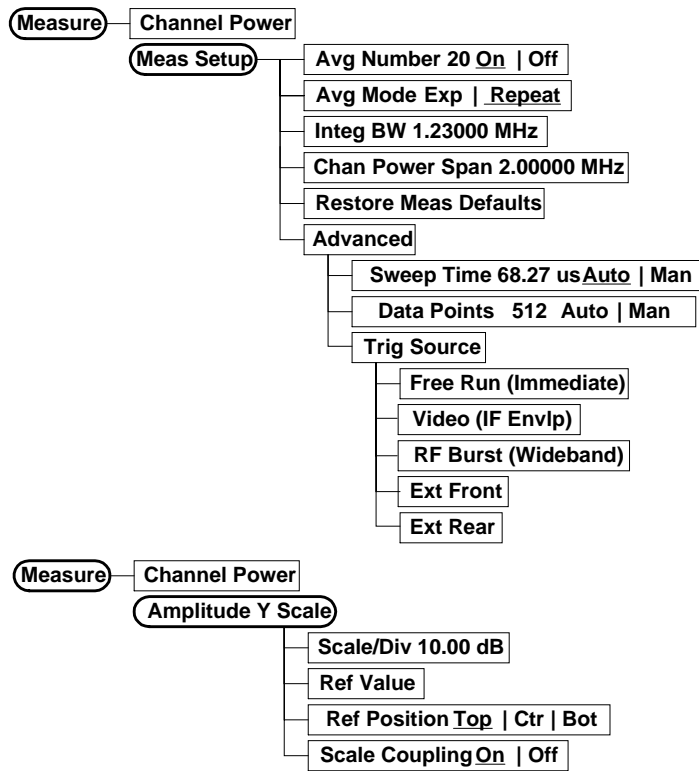 Measure
Channel Power
Meas Setup
Avg Number 20 On | Off
Avg Mode Exp | Repeat
Integ BW 1.23000 MHz
Chan Power Span 2.00000 MHz
Restore Meas Defaults
Advanced
Sweep Time 68.27 us Auto | Man
Data Points 512 Auto | Man
Trig Source
Free Run (Immediate)
Video (IF Envlp)
RF Burst (Wideband)
Ext Front
Ext Rear
Measure
Channel Power
Amplitude Y Scale
Scale/Div 10.00 dB
Ref Value
Ref Position Top | Ctr | Bot
Scale Coupling On | Off